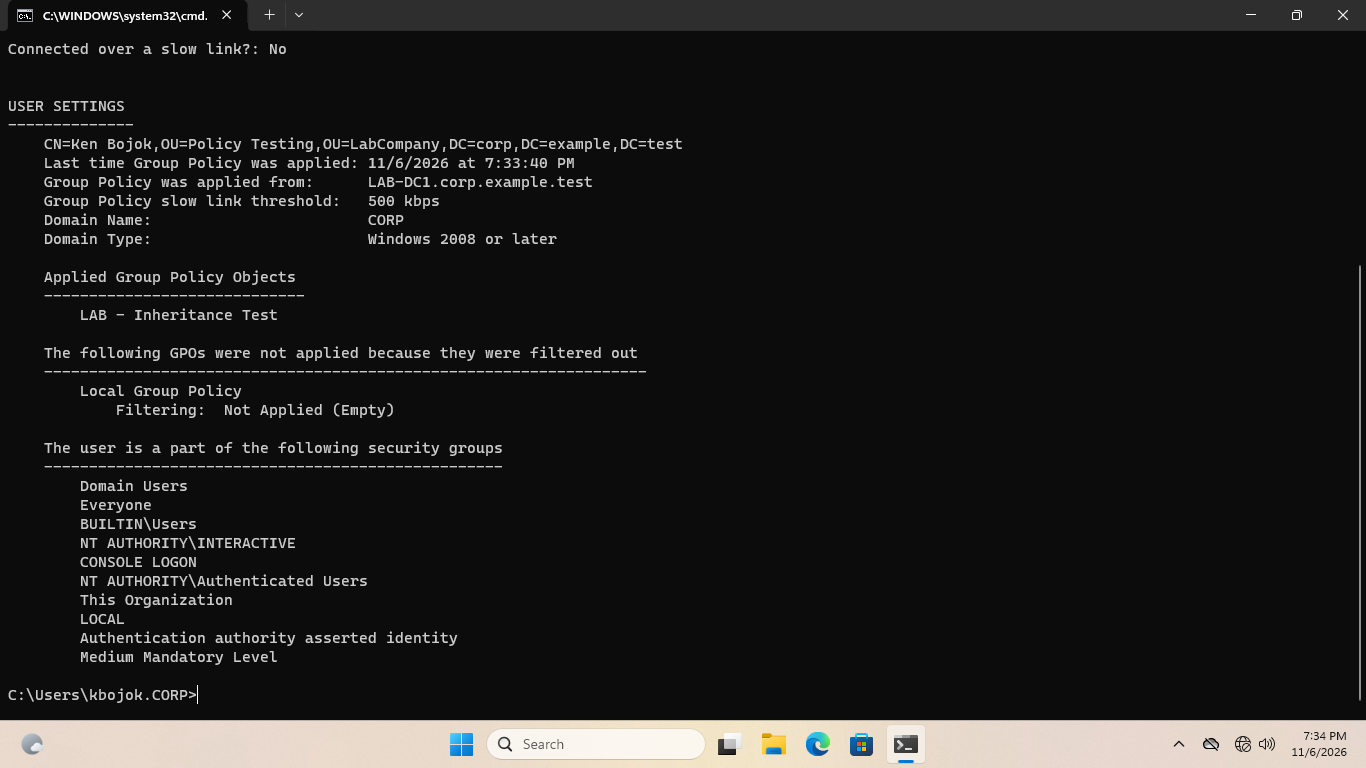 C:\WINDOWS\system32\cmd.
Connected over a slow link?: No
USER SETTINGS
--------------
CN=Ken Bojok,OU=Policy Testing,OU=LabCompany,DC=corp,DC=example,DC=test
Last time Group Policy was applied: 11/6/2026 at 7:33:40 PM
Group Policy was applied from:      LAB-DC1.corp.example.test
Group Policy slow link threshold:   500 kbps
Domain Name:                        CORP
Domain Type:                        Windows 2008 or later
Applied Group Policy Objects
-----------------------------
LAB - Inheritance Test
The following GPOs were not applied because they were filtered out
----------------------------------------------------------------------
Local Group Policy
Filtering:  Not Applied (Empty)
The user is a part of the following security groups
---------------------------------------------------
Domain Users
Everyone
BUILTIN\Users
NT AUTHORITY\INTERACTIVE
CONSOLE LOGON
NT AUTHORITY\Authenticated Users
This Organization
LOCAL
Authentication authority asserted identity
Medium Mandatory Level
C:\Users\kbojok.CORP>
Search
7:34 PM
11/6/2026